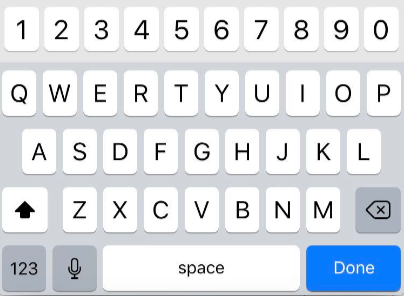 1 2 3 4 5 6 7 8 9 0
Q W E R T Y U I O P
A S D F G H J K L
Z X C V B N M
123 space Done